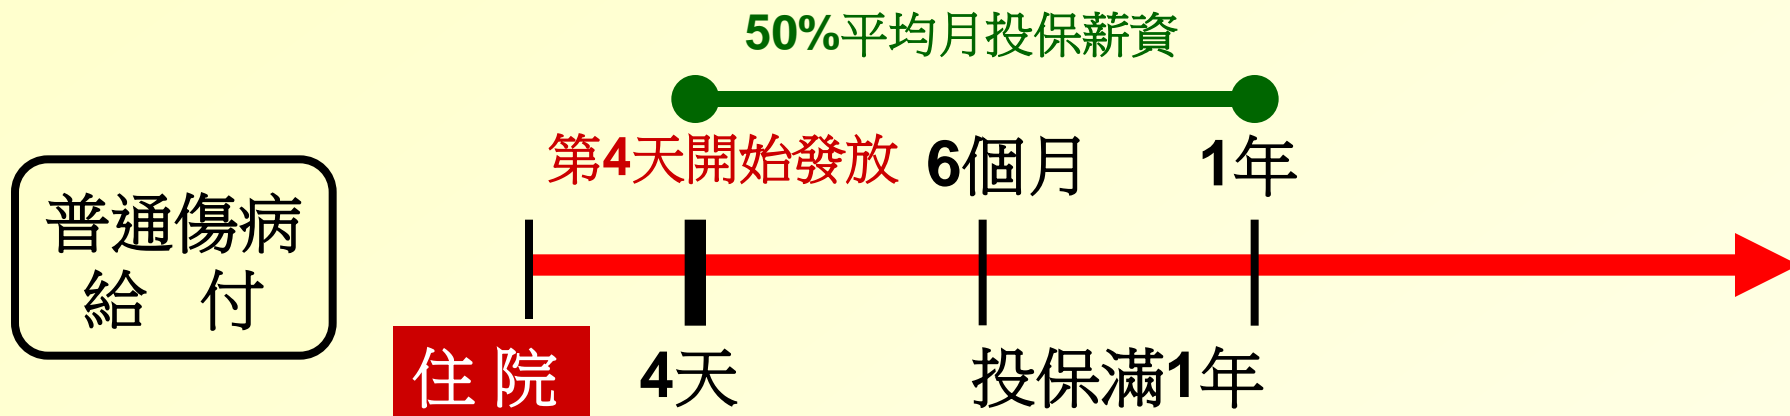 50%平均月投保薪資
第4天開始發放 6個月 1年
普通傷病
給 付
住院 4天 投保滿1年